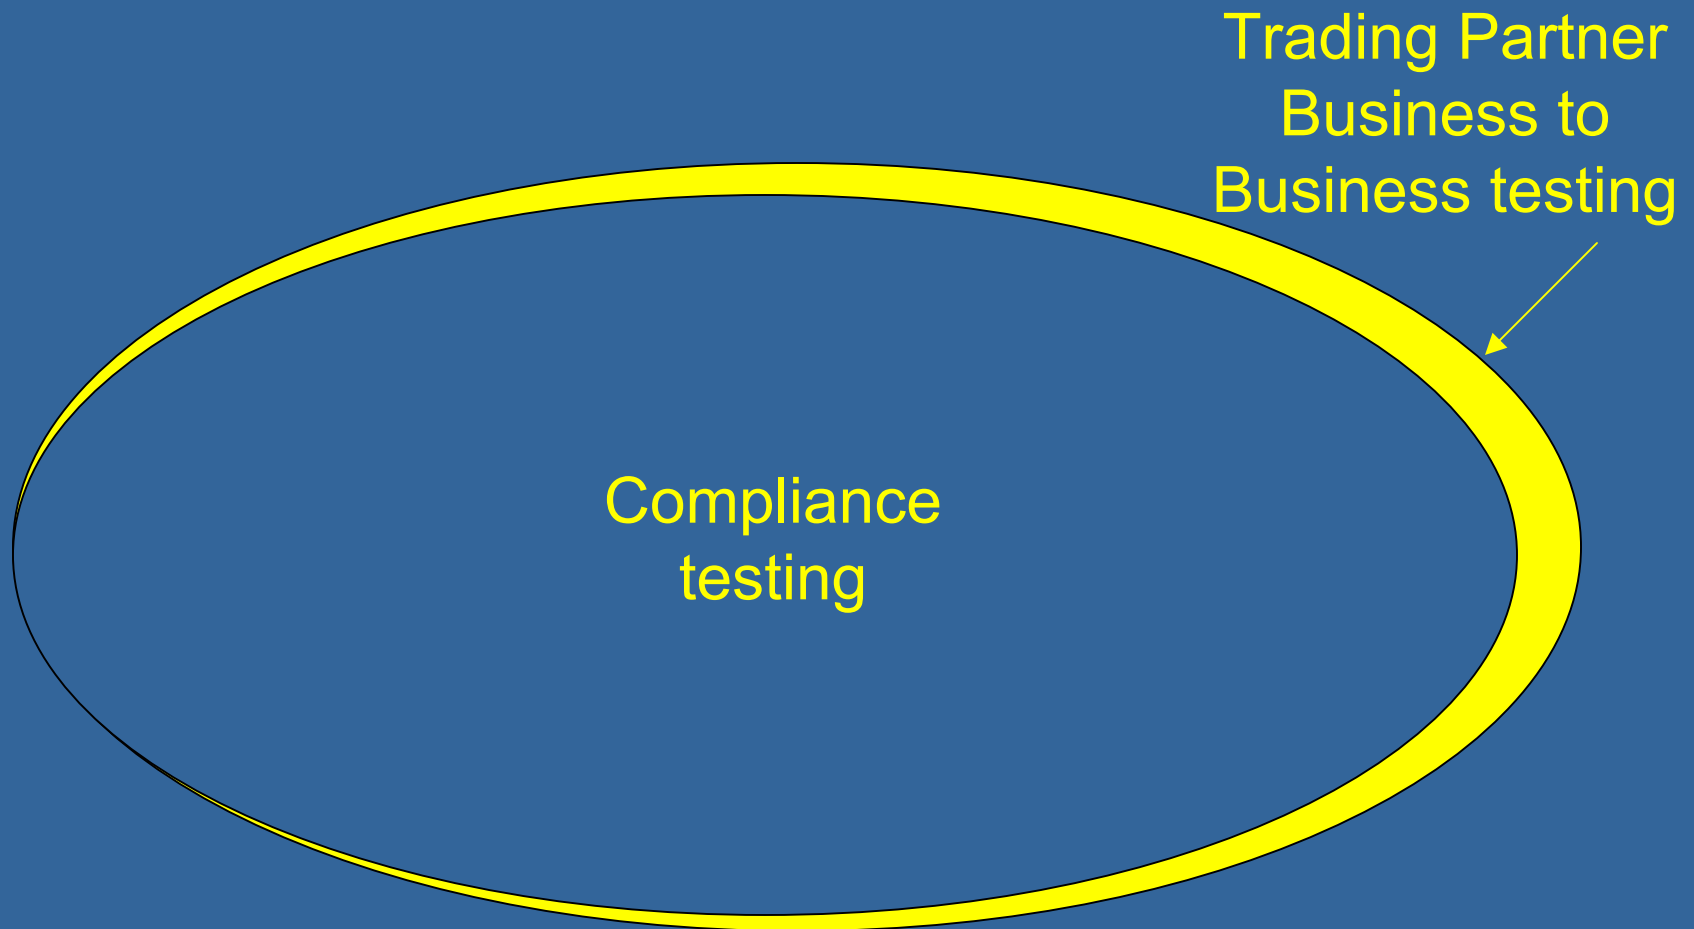 Trading Partner
Business to
Business testing
Compliance
testing